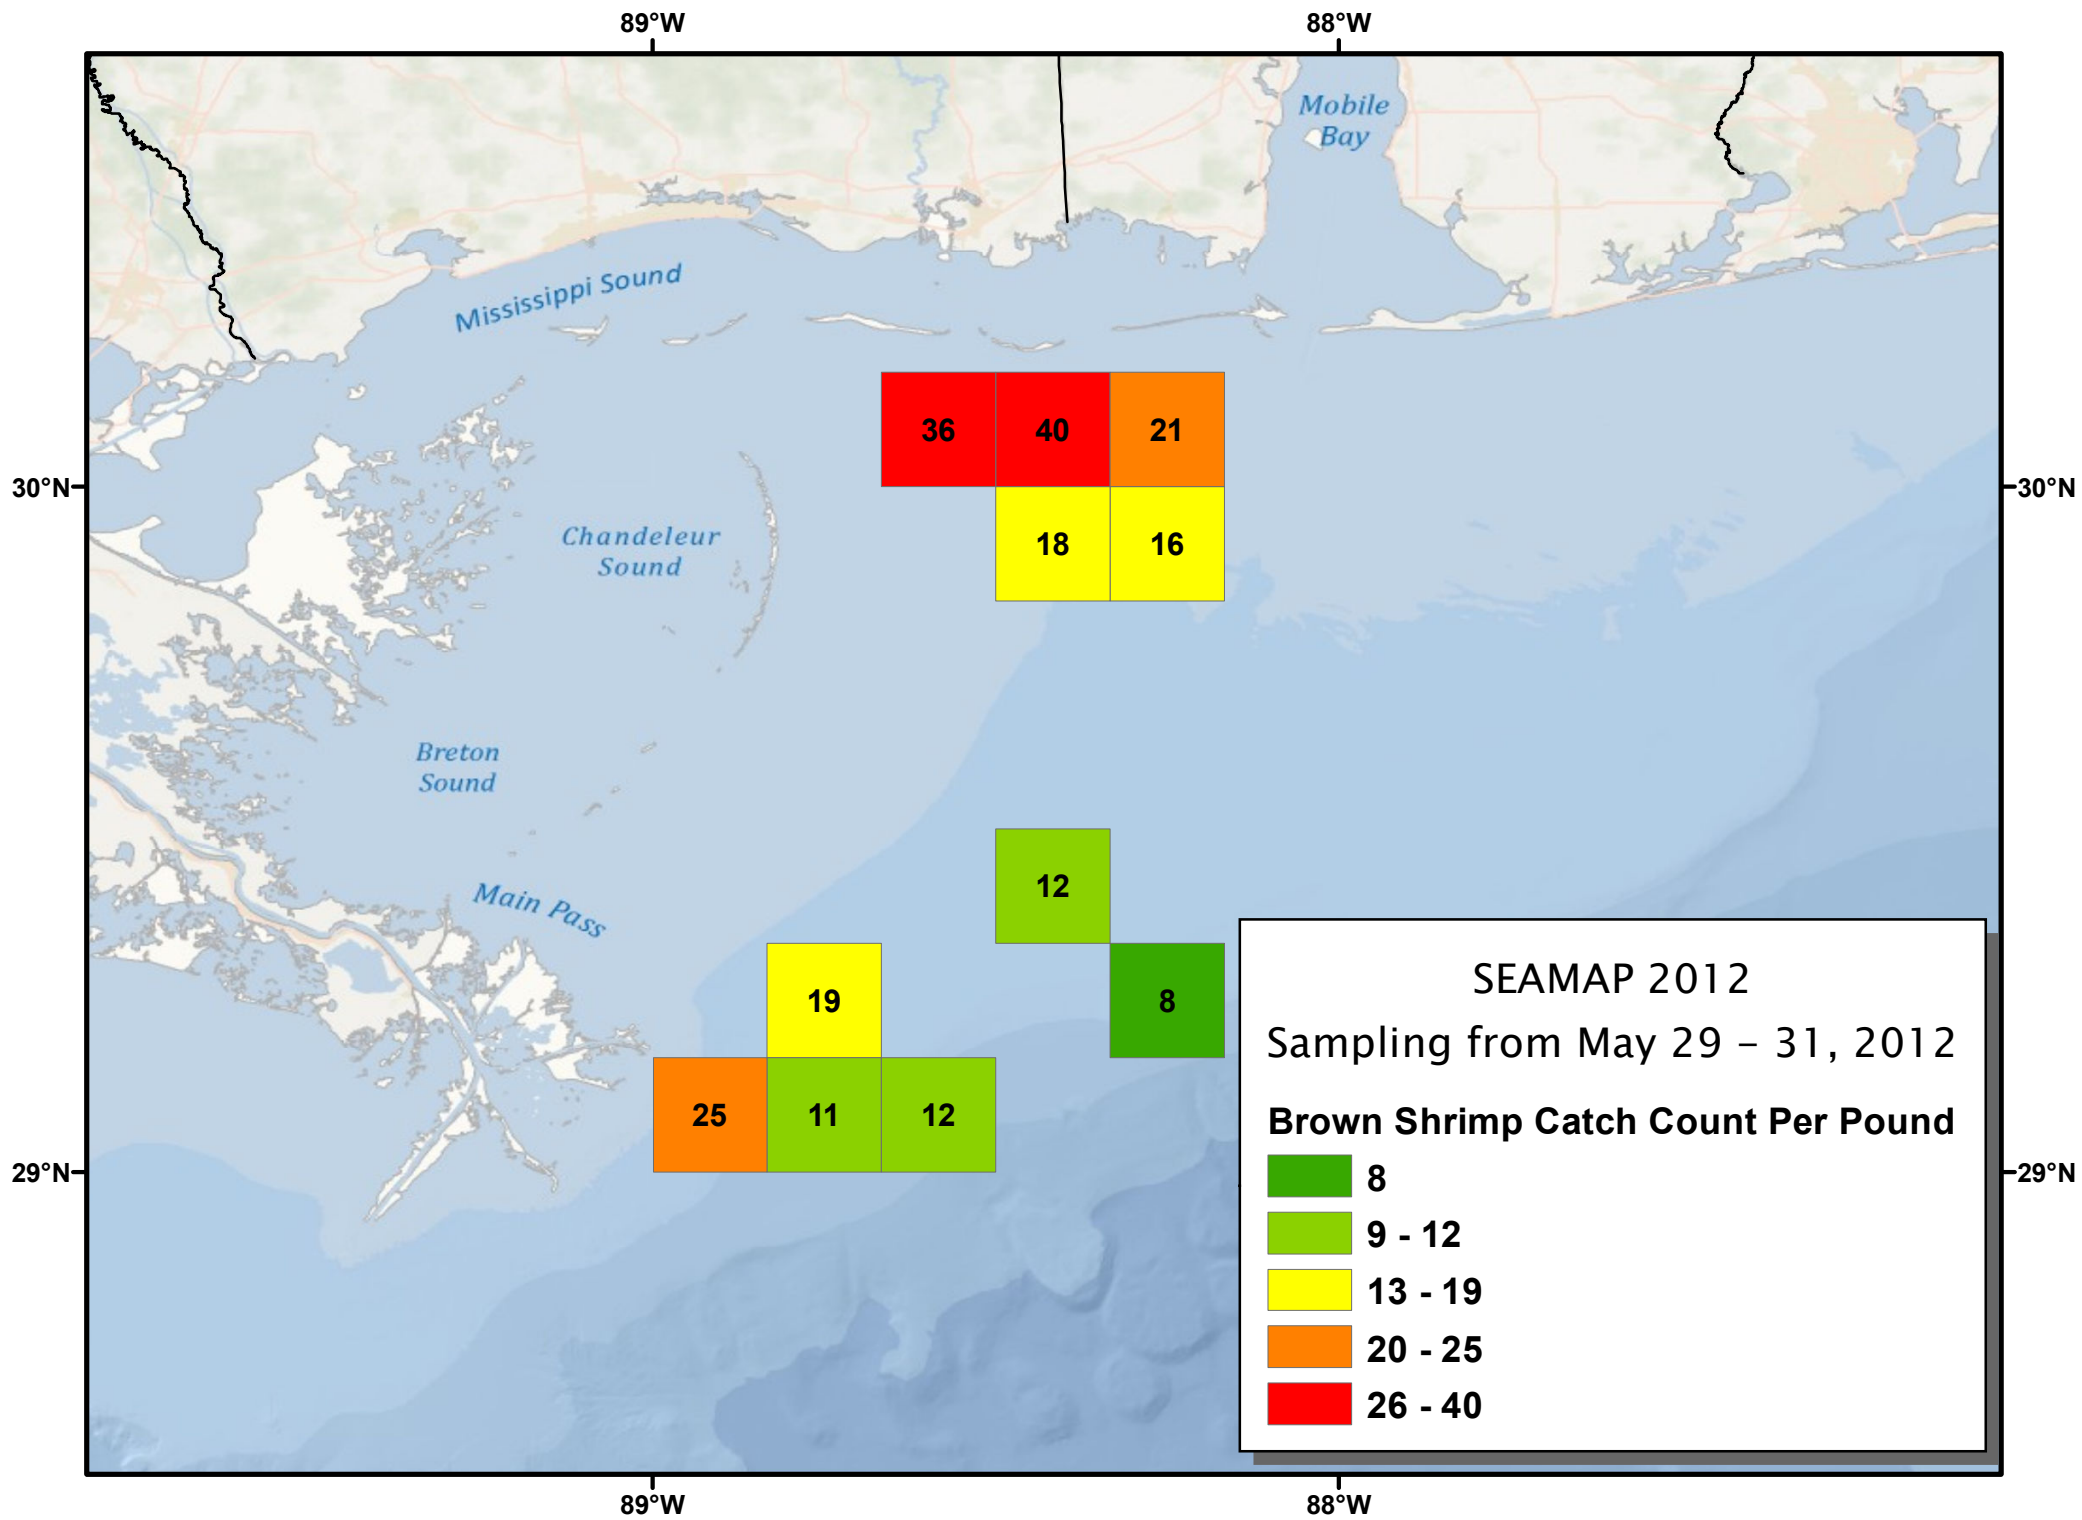 89°W
88°W
Mobile
Bay
Mississippi Sound
36
40
21
30°N
30°N
18
16
Chandeleur
Sound
Breton
Sound
12
Main Pass
19
8
25
11
12
29°N
29°N
SEAMAP 2012
Sampling from May 29 – 31, 2012
Brown Shrimp Catch Count Per Pound
8
9 - 12
13 - 19
20 - 25
26 - 40
89°W
88°W